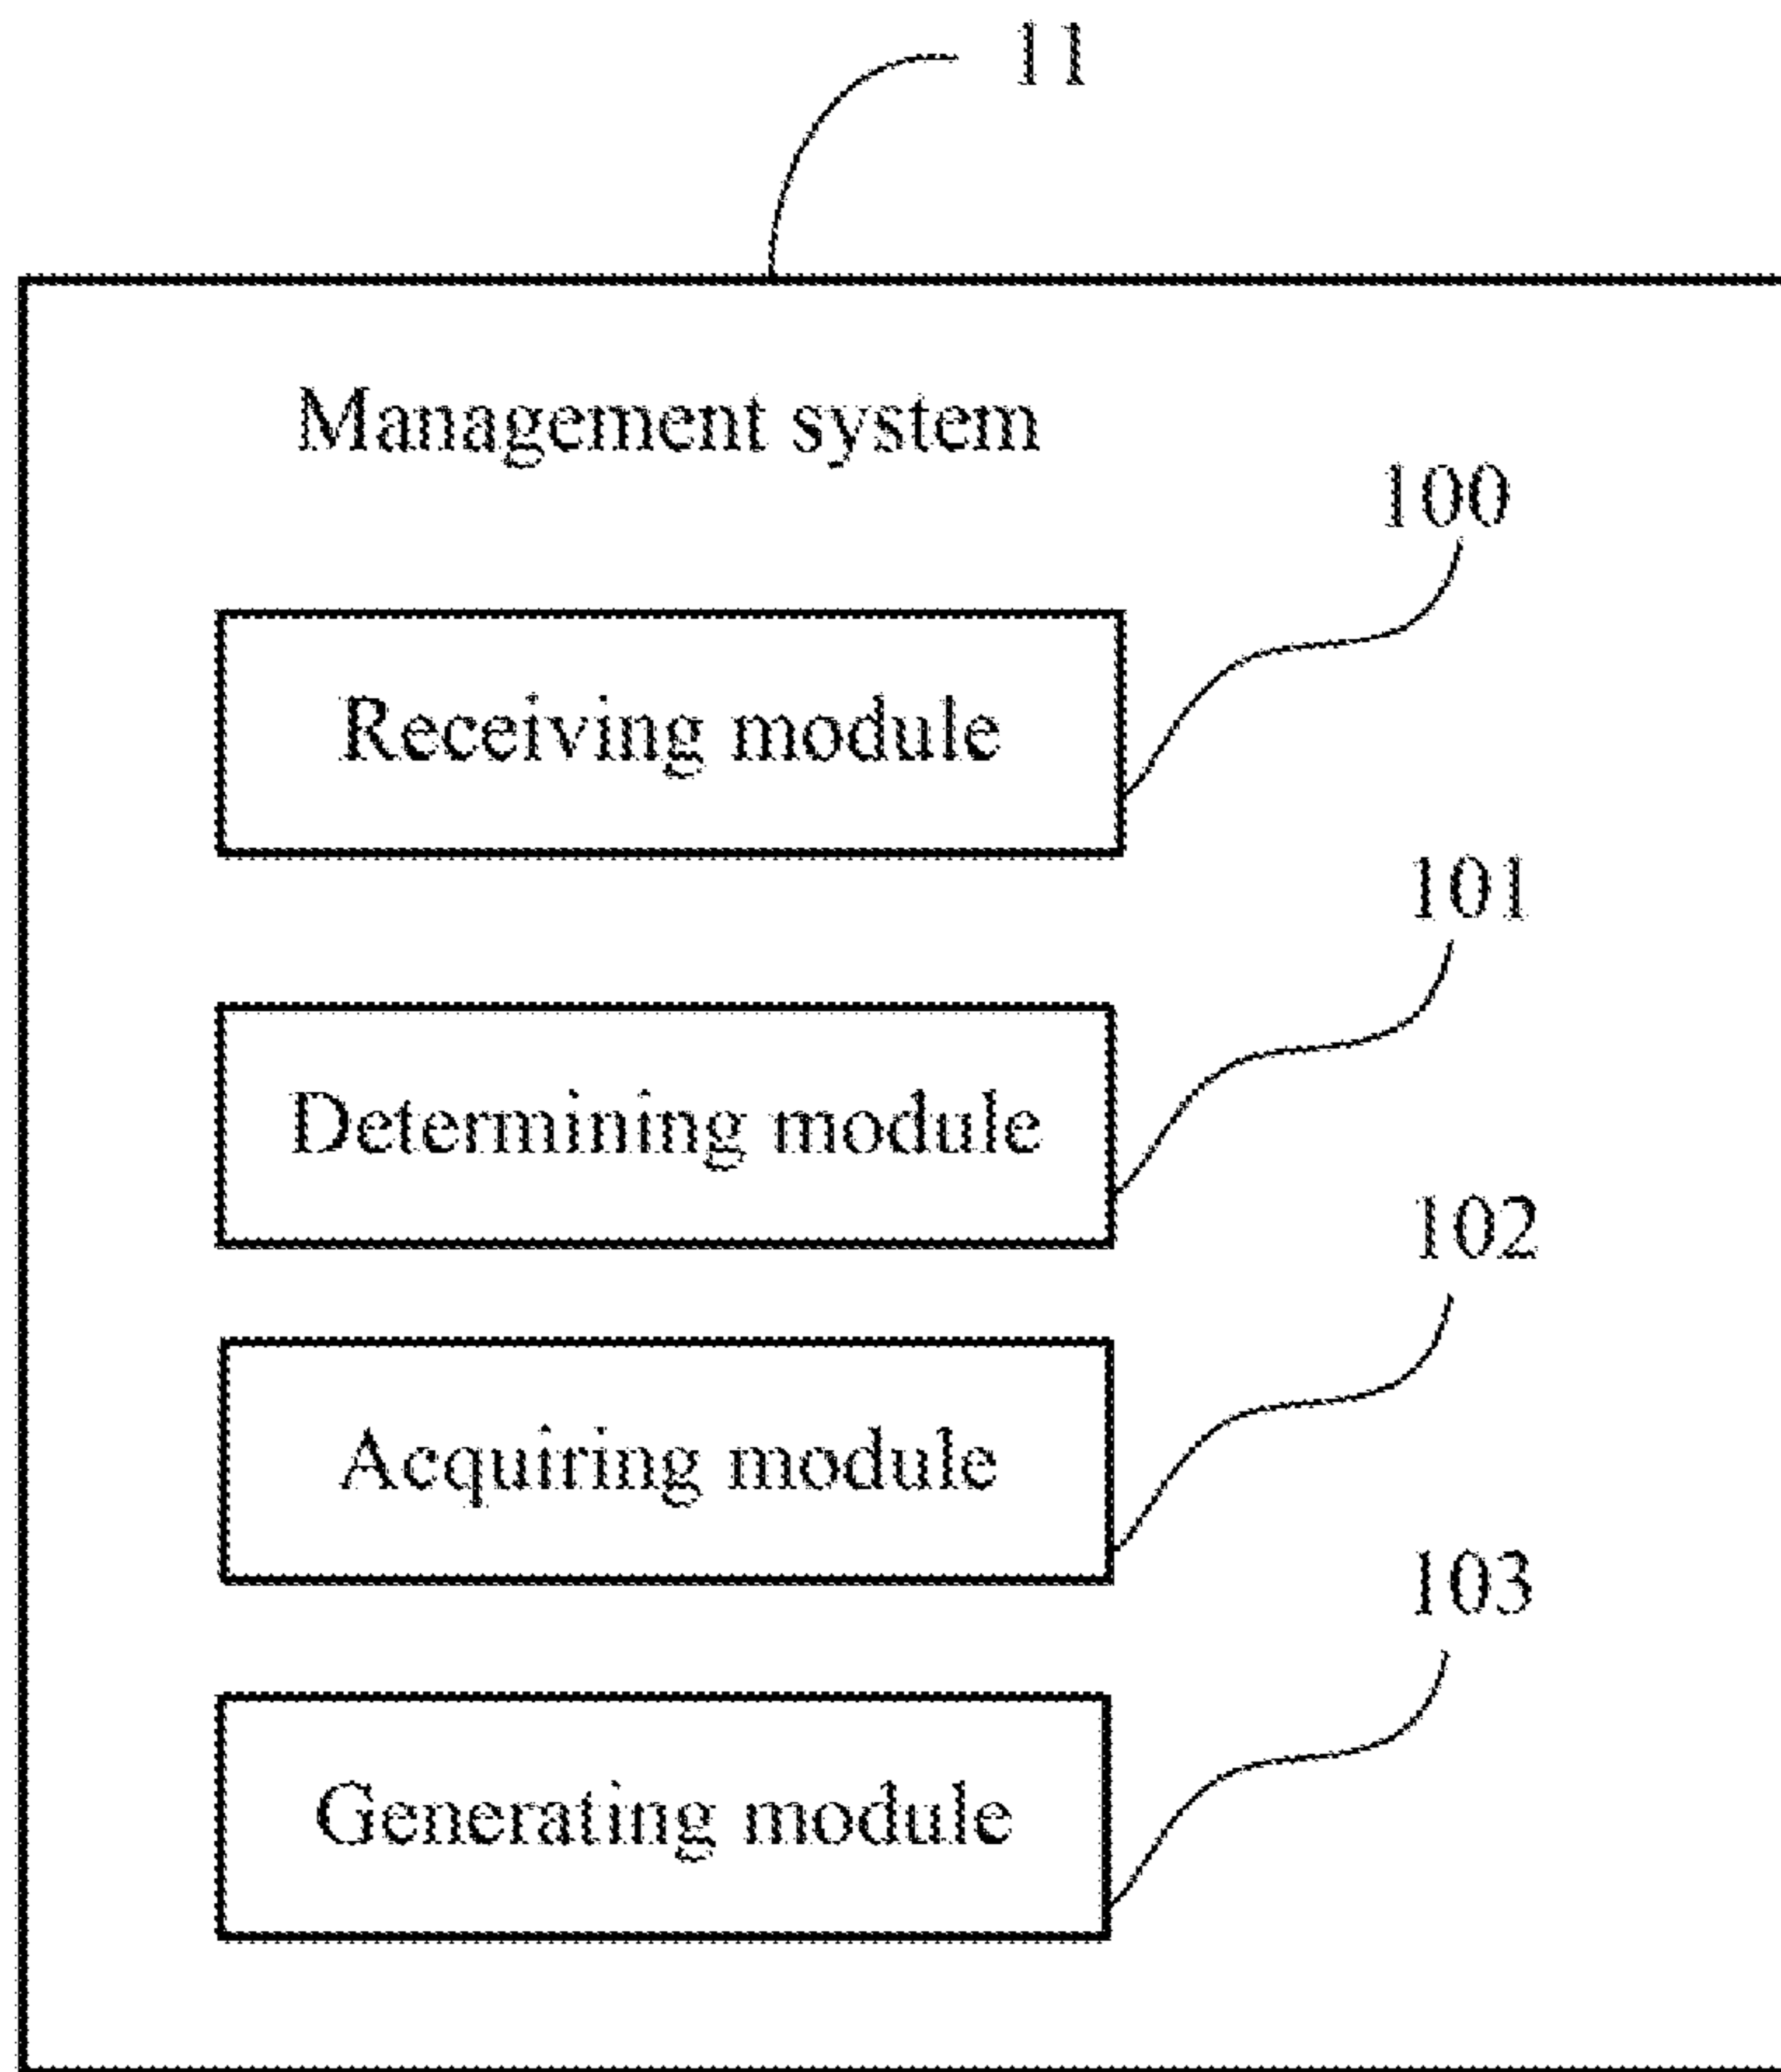 11
Management system
100
Receiving module
101
Determining module
102
Acquiring module
103
Generating module